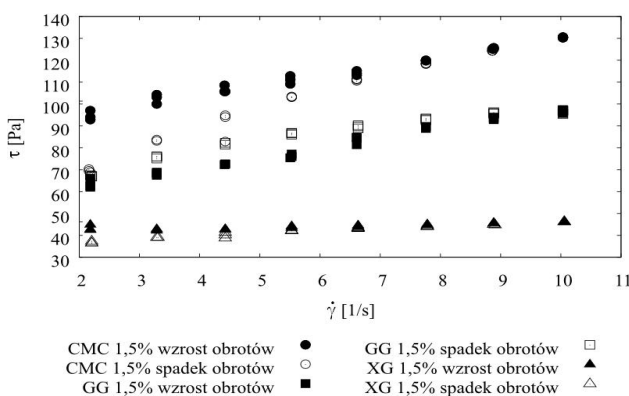 140
130
120
110
100
90
80
70
60
50
40
30
τ [Pa]
2 3 4 5 6 7 8 9 10 11
γ̇ [1/s]
CMC 1,5% wzrost obrotów
CMC 1,5% spadek obrotów
GG 1,5% wzrost obrotów
GG 1,5% spadek obrotów
XG 1,5% wzrost obrotów
XG 1,5% spadek obrotów